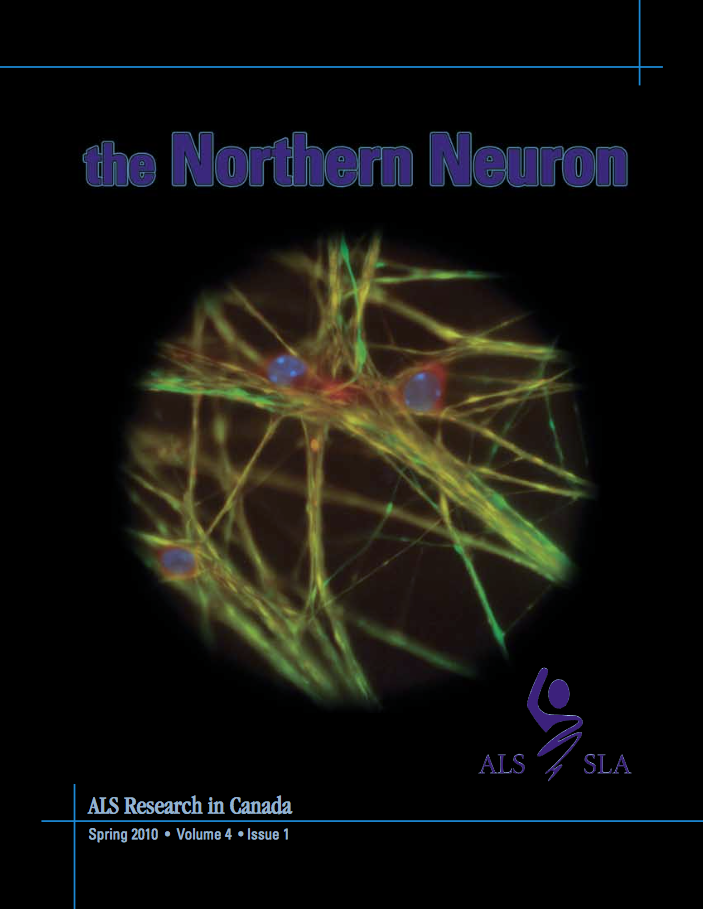 the Northern Neuron
ALS SLA
ALS Research in Canada
Spring 2010 • Volume 4 • Issue 1